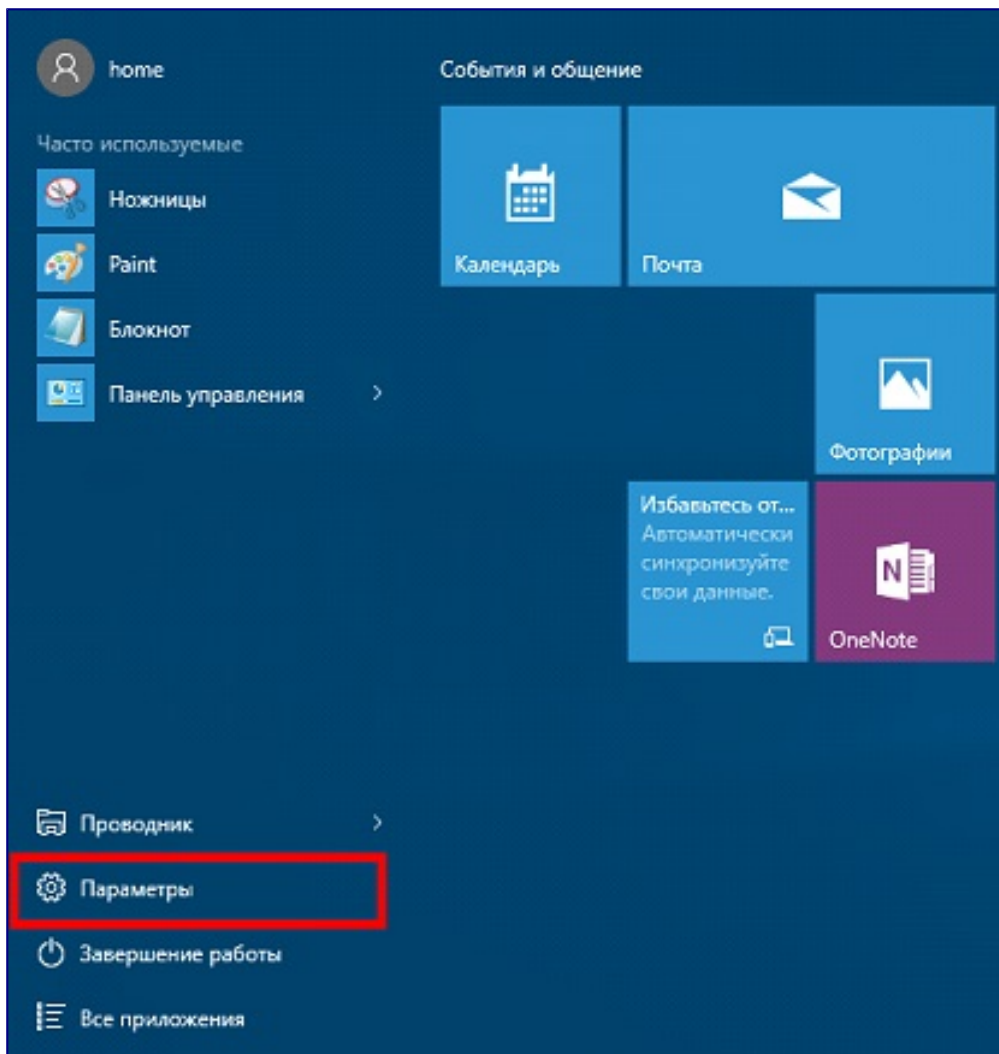 home
Часто используемые
Ножницы
Paint
Блокнот
Панель управления
События и общение
Календарь
Почта
Фотографии
Избавьтесь от...
Автоматически
синхронизуйте
свои данные.
OneNote
Проводник
Параметры
Завершение работы
Все приложения